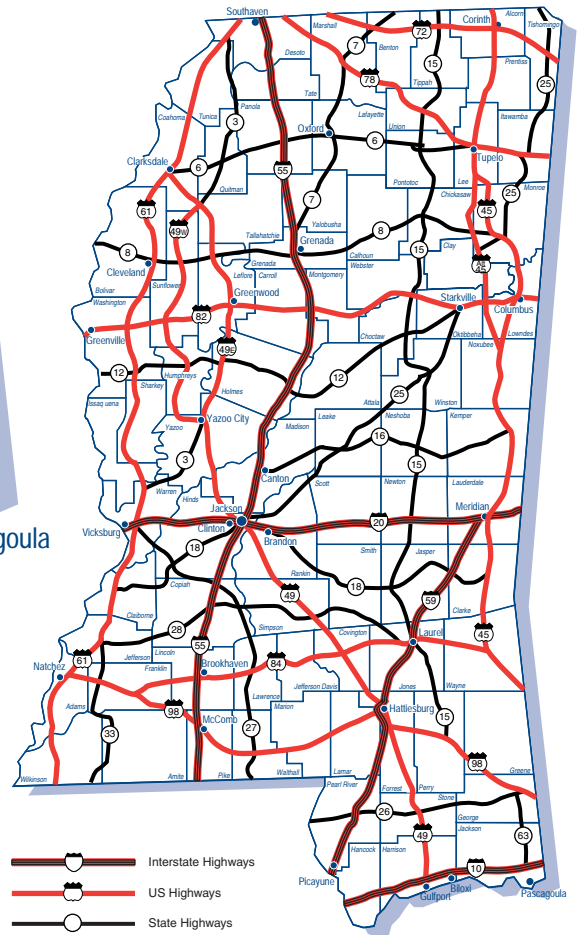 Southaven
Marshall
Alcorn
Corinth
Tishomingo
72
7
Benton
Desoto
15
Prentiss
78
Tippah
25
Tate
Panola
Tunica
3
Coahoma
Lafayette
Union
Itawamba
Oxford
6
Clarksdale
6
55
Tupelo
Quitman
Pontotoc
Lee
Chickasaw
25
Monroe
7
61
49W
45
Yalobusha
8
Tallahatchie
Grenada
15
Clay
8
Calhoun
Grenada
Webster
Alt
45
Cleveland
Sunflower
Leflore
Carroll
Montgomery
Bolivar
Washington
Greenwood
Starkville
Columbus
82
Oktibbeha
Lowndes
Greenville
Noxubee
Choctaw
49E
12
12
Humphreys
Sharkey
Holmes
Attala
25
Winston
Issaquena
Leake
Neshoba
Kemper
Yazoo City
Madison
Yazoo
16
3
Canton
15
Scott
Newton
Lauderdale
Warren
Hinds
Jackson
Meridian
Vicksburg
Clinton
20
goula
Brandon
18
Smith
Jasper
Rankin
18
Copiah
49
59
Claiborne
Clarke
28
Simpson
Covington
45
Laurel
55
Jefferson
Lincoln
61
84
Natchez
Franklin
Brookhaven
Jefferson Davis
Jones
Wayne
Lawrence
Adams
98
Marion
Hattiesburg
McComb
15
33
27
98
Greene
Wilkinson
Amite
Pike
Walthall
Lamar
Pearl River
Forrest
Perry
Stone
26
George
Jackson
49
63
Hancock
Harrison
Interstate Highways
Picayune
10
Biloxi
Gulfport
Pascagoula
US Highways
State Highways